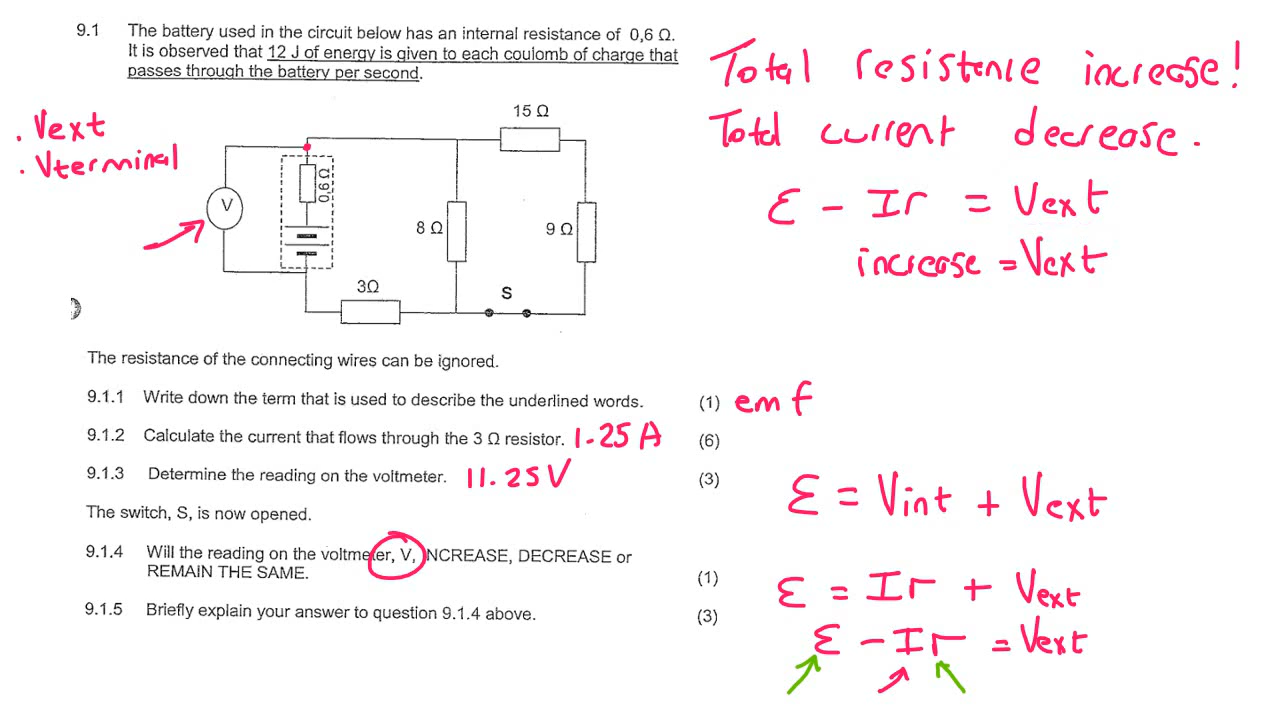 9.1 The battery used in the circuit below has an internal resistance of 0,6 Ω.
It is observed that 12 J of energy is given to each coulomb of charge that
passes through the battery per second.
Total resistence increase!
Total current decrease.
ε - Ir = Vext
increase = Vext
. Vext
. Vterminal
15 Ω
0,6 Ω
V
8 Ω
9 Ω
3Ω
S
The resistance of the connecting wires can be ignored.
9.1.1 Write down the term that is used to describe the underlined words. (1) emf
9.1.2 Calculate the current that flows through the 3 Ω resistor. 1.25 A (6)
9.1.3 Determine the reading on the voltmeter. 11.25V (3)
ε = Vint + Vext
The switch, S, is now opened.
9.1.4 Will the reading on the voltmeter, V, INCREASE, DECREASE or
REMAIN THE SAME. (1)
ε = Ir + Vext
9.1.5 Briefly explain your answer to question 9.1.4 above. (3)
ε - Ir = Vext